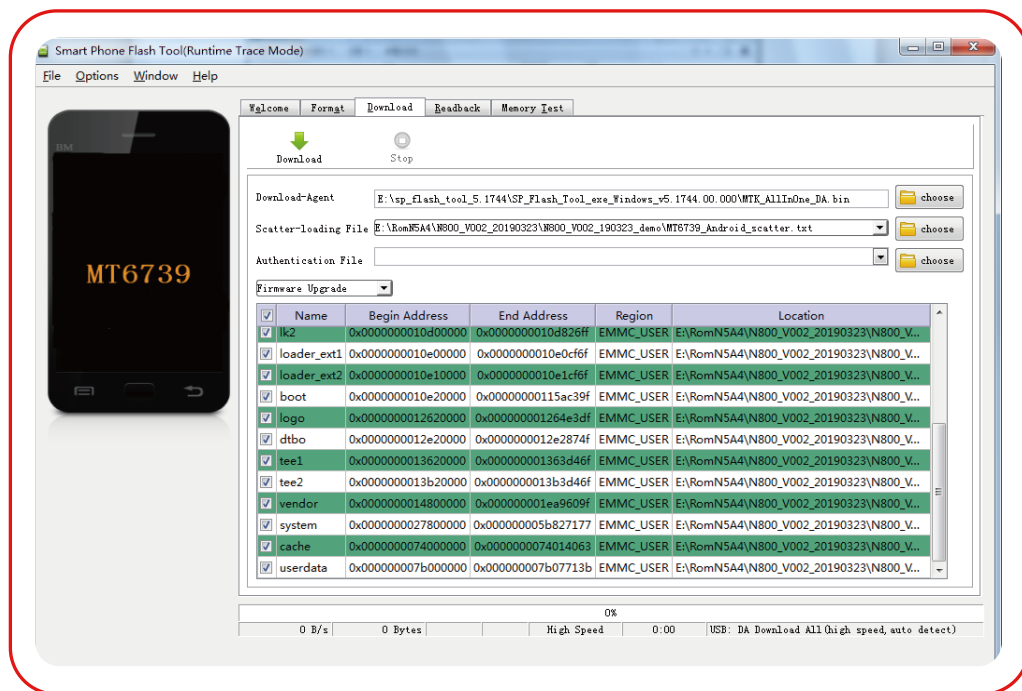 Smart Phone Flash Tool(Runtime Trace Mode)
File Options Window Help
Welcome Format Download Readback Memory Test
BM
Download Stop
Download-Agent E:\sp_flash_tool_5.1744\SP_Flash_Tool_exe_Windows_v5.1744.00.000\MTK_AllInOne_DA.bin choose
Scatter-loading File E:\RomN5A4\N800_V002_20190323\N800_V002_190323_demo\MT6739_Android_scatter.txt choose
Authentication File choose
MT6739
Firmware Upgrade
Name Begin Address End Address Region Location
lk2 0x0000000010d00000 0x0000000010d826ff EMMC_USER E:\RomN5A4\N800_V002_20190323\N800_V...
loader_ext1 0x0000000010e00000 0x0000000010e0cf6f EMMC_USER E:\RomN5A4\N800_V002_20190323\N800_V...
loader_ext2 0x0000000010e10000 0x0000000010e1cf6f EMMC_USER E:\RomN5A4\N800_V002_20190323\N800_V...
boot 0x0000000010e20000 0x00000000115ac39f EMMC_USER E:\RomN5A4\N800_V002_20190323\N800_V...
logo 0x0000000012620000 0x000000001264e3df EMMC_USER E:\RomN5A4\N800_V002_20190323\N800_V...
dtbo 0x0000000012e20000 0x0000000012e2874f EMMC_USER E:\RomN5A4\N800_V002_20190323\N800_V...
tee1 0x0000000013620000 0x000000001363d46f EMMC_USER E:\RomN5A4\N800_V002_20190323\N800_V...
tee2 0x0000000013b20000 0x0000000013b3d46f EMMC_USER E:\RomN5A4\N800_V002_20190323\N800_V...
vendor 0x0000000014800000 0x000000001ea9609f EMMC_USER E:\RomN5A4\N800_V002_20190323\N800_V...
system 0x0000000027800000 0x000000005b827177 EMMC_USER E:\RomN5A4\N800_V002_20190323\N800_V...
cache 0x0000000074000000 0x0000000074014063 EMMC_USER E:\RomN5A4\N800_V002_20190323\N800_V...
userdata 0x000000007b000000 0x000000007b07713b EMMC_USER E:\RomN5A4\N800_V002_20190323\N800_V...
0%
0 B/s 0 Bytes High Speed 0:00 USB: DA Download All(high speed,auto detect)